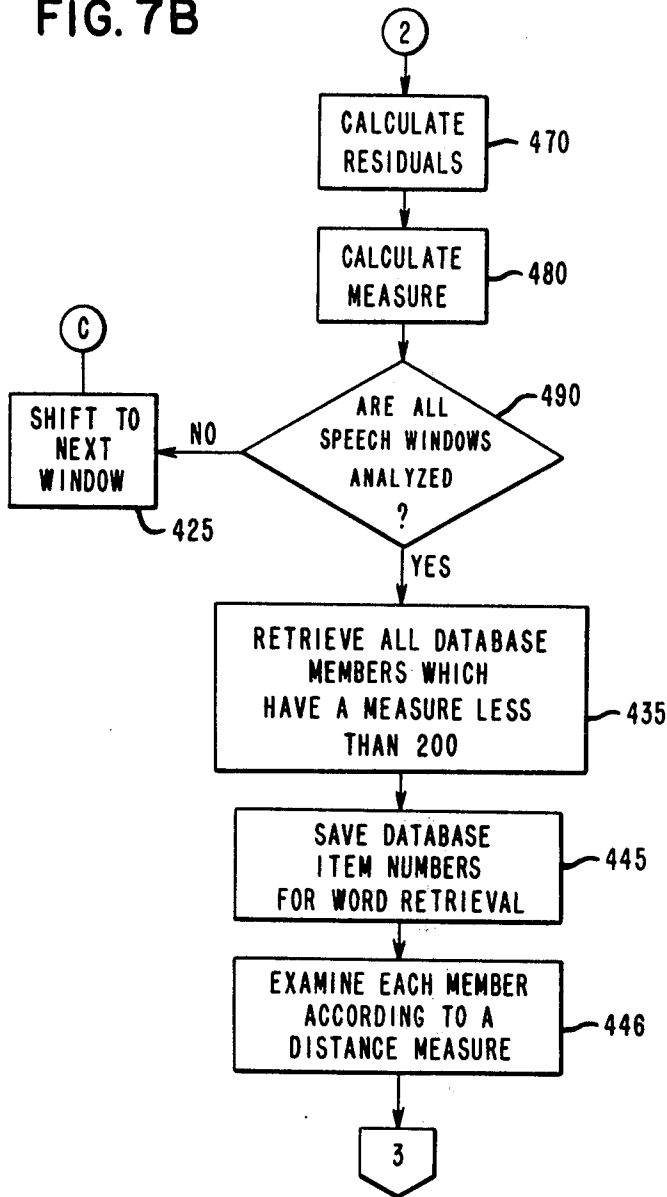 FIG. 7B
2
CALCULATE
RESIDUALS
470
CALCULATE
MEASURE
480
C
SHIFT TO
NEXT
WINDOW
425
NO
ARE ALL
SPEECH WINDOWS
ANALYZED
?
490
YES
RETRIEVE ALL DATABASE
MEMBERS WHICH
HAVE A MEASURE LESS
THAN 200
435
SAVE DATABASE
ITEM NUMBERS
FOR WORD RETRIEVAL
445
EXAMINE EACH MEMBER
ACCORDING TO A
DISTANCE MEASURE
446
3